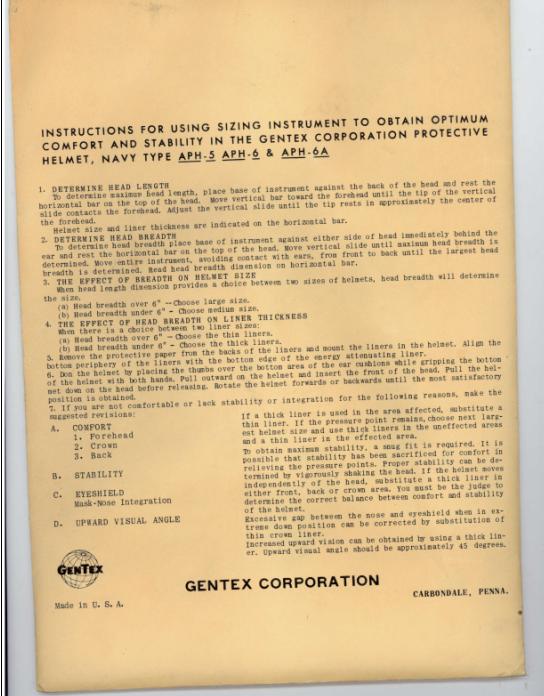 INSTRUCTIONS FOR USING SIZING INSTRUMENT TO OBTAIN OPTIMUM
COMFORT AND STABILITY IN THE GENTEX CORPORATION PROTECTIVE
HELMET, NAVY TYPE APH-5 APH-6 & APH-6A
1. DETERMINE HEAD LENGTH
To determine maximum head length, place base of instrument against the back of the head and rest the
horizontal bar on the top of the head. Move vertical bar toward the forehead until the tip of the vertical
slide contacts the forehead. Adjust the vertical slide until the tip rests in approximately the center of
the forehead.
Helmet size and liner thickness are indicated on the horizontal bar.
2. DETERMINE HEAD BREADTH
To determine head breadth place base of instrument against either side of head immediately behind the
ear and rest the horizontal bar on the top of the head. Move vertical slide until maximum head breadth is
determined. Move entire instrument, avoiding contact with ears, from front to back until the largest head
breadth is determined. Read head breadth dimension on horizontal bar.
3. THE EFFECT OF BREADTH ON HELMET SIZE
When head length dimension provides a choice between two sizes of helmets, head breadth will determine
the size.
(a) Head breadth over 6" -- Choose large size.
(b) Head breadth under 6" - Choose medium size.
4. THE EFFECT OF HEAD BREADTH ON LINER THICKNESS
When there is a choice between two liner sizes:
(a) Head breadth over 6" - Choose the thin liners.
(b) Head breadth under 6" - Choose the thick liners.
5. Remove the protective paper from the backs of the liners and mount the liners in the helmet. Align the
bottom periphery of the liners with the bottom edge of the energy attenuating liner.
6. Don the helmet by placing the thumbs over the bottom area of the ear cushions while gripping the bottom
of the helmet with both hands. Pull outward on the helmet and insert the front of the head. Pull the hel-
met down on the head before releasing. Rotate the helmet forwards or backwards until the most satisfactory
position is obtained.
7. If you are not comfortable or lack stability or integration for the following reasons, make the
suggested revisions:
A. COMFORT
1. Forehead
2. Crown
3. Back
If a thick liner is used in the area affected, substitute a
thin liner. If the pressure point remains, choose next larg-
est helmet size and use thick liners in the uneffected areas
and a thin liner in the effected area.
B. STABILITY
To obtain maximum stability, a snug fit is required. It is
possible that stability has been sacrificed for comfort in
relieving the pressure points. Proper stability can be de-
termined by vigorously shaking the head. If the helmet moves
independently of the head, substitute a thick liner in
either front, back or crown area. You must be the judge to
determine the correct balance between comfort and stability
of the helmet.
C. EYESHIELD
Mask-Nose Integration
Excessive gap between the nose and eyeshield when in ex-
treme down position can be corrected by substitution of
thin crown liner.
D. UPWARD VISUAL ANGLE
Increased upward vision can be obtained by using a thick lin-
er. Upward visual angle should be approximately 45 degrees.
GENTEX
GENTEX CORPORATION
CARBONDALE, PENNA.
Made in U. S. A.